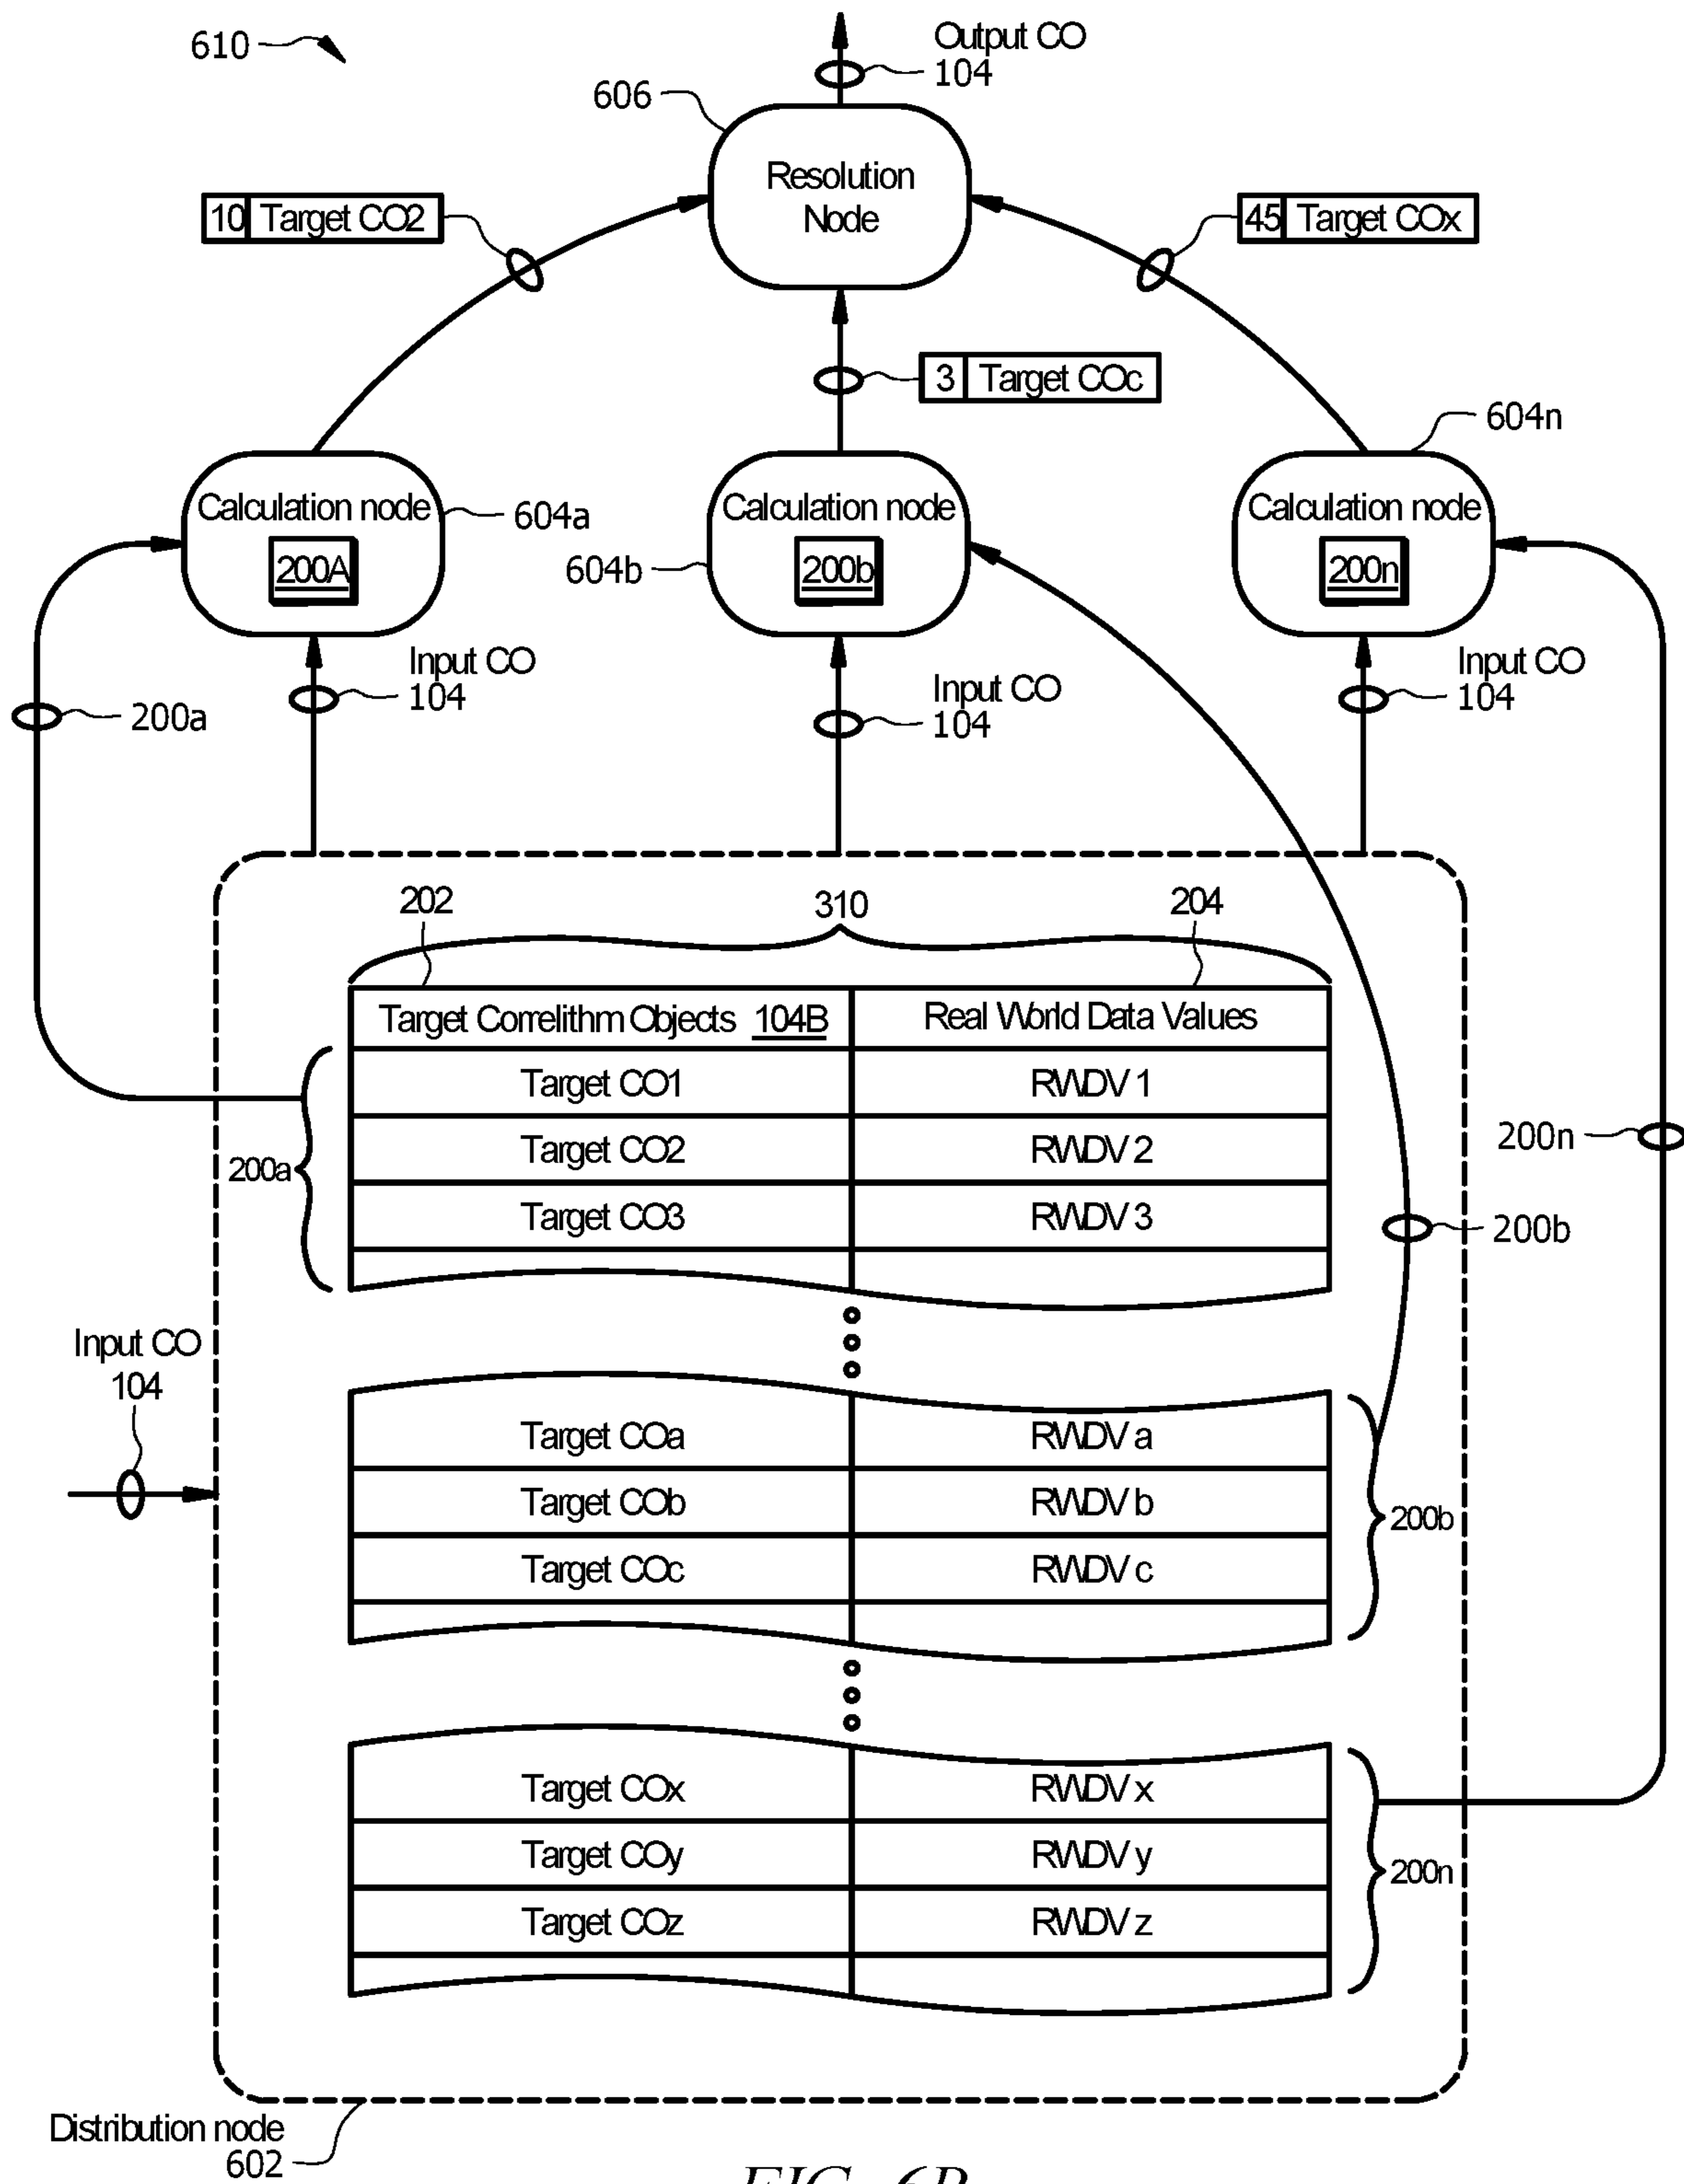 610
Output CO
104
606
Resolution
Node
10 Target CO2
45 Target COx
3 Target COc
604n
Calculation node
200A
604a
Calculation node
200b
604b
Calculation node
200n
Input CO
104
Input CO
104
Input CO
104
200a
202
310
204
Target Correlithm Objects 104B Real World Data Values
Target CO1 RWDV 1
Target CO2 RWDV 2
Target CO3 RWDV 3
200a
200n
200b
Input CO
104
Target COa RWDV a
Target COb RWDV b
Target COc RWDV c
200b
Target COx RWDV x
Target COy RWDV y
Target COz RWDV z
200n
Distribution node
602
FIG. 6B